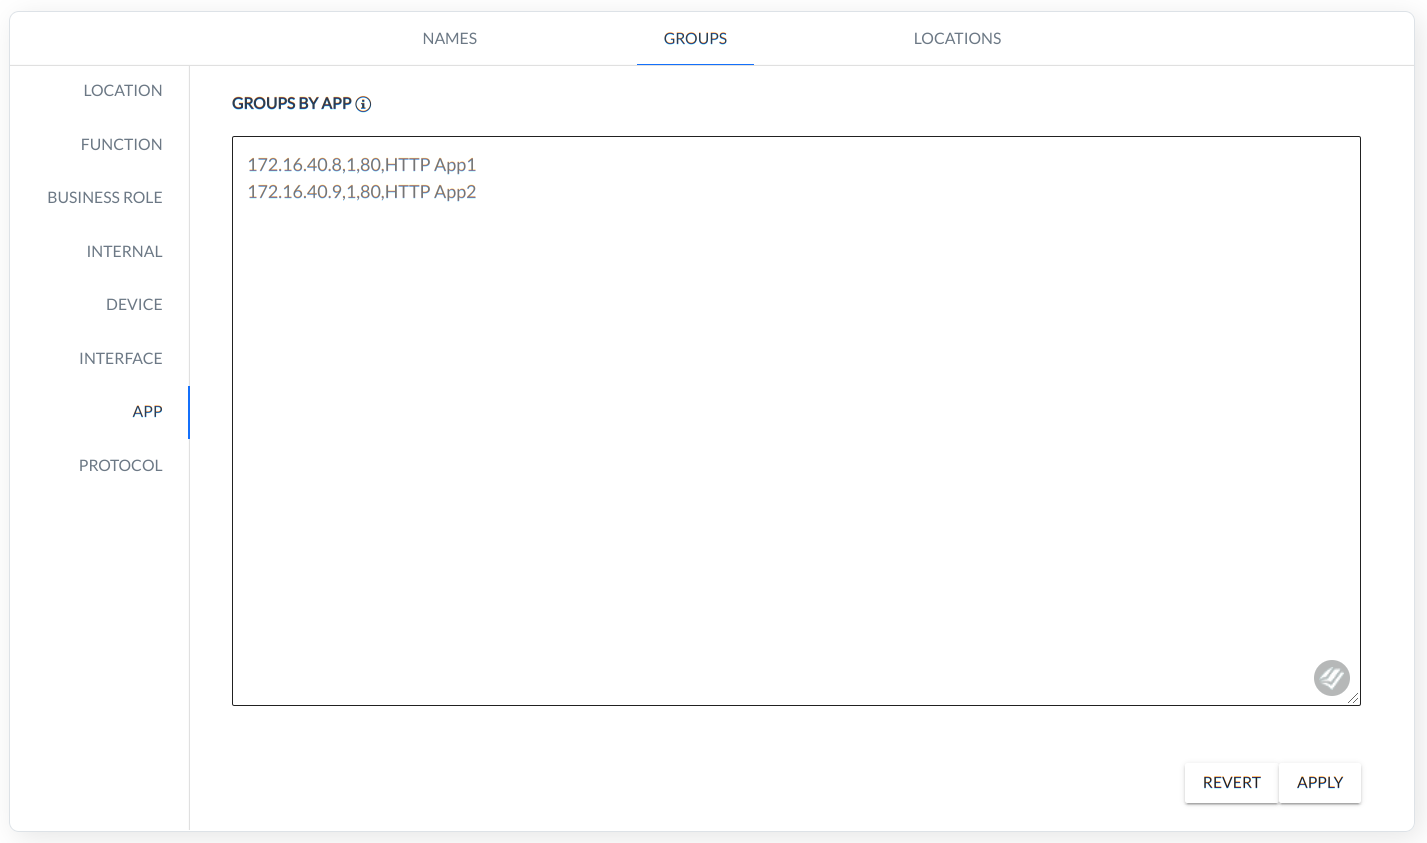 NAMES
GROUPS
LOCATIONS
LOCATION
FUNCTION
BUSINESS ROLE
INTERNAL
DEVICE
INTERFACE
APP
PROTOCOL
GROUPS BY APP
172.16.40.8,1,80,HTTP App1
172.16.40.9,1,80,HTTP App2
REVERT
APPLY